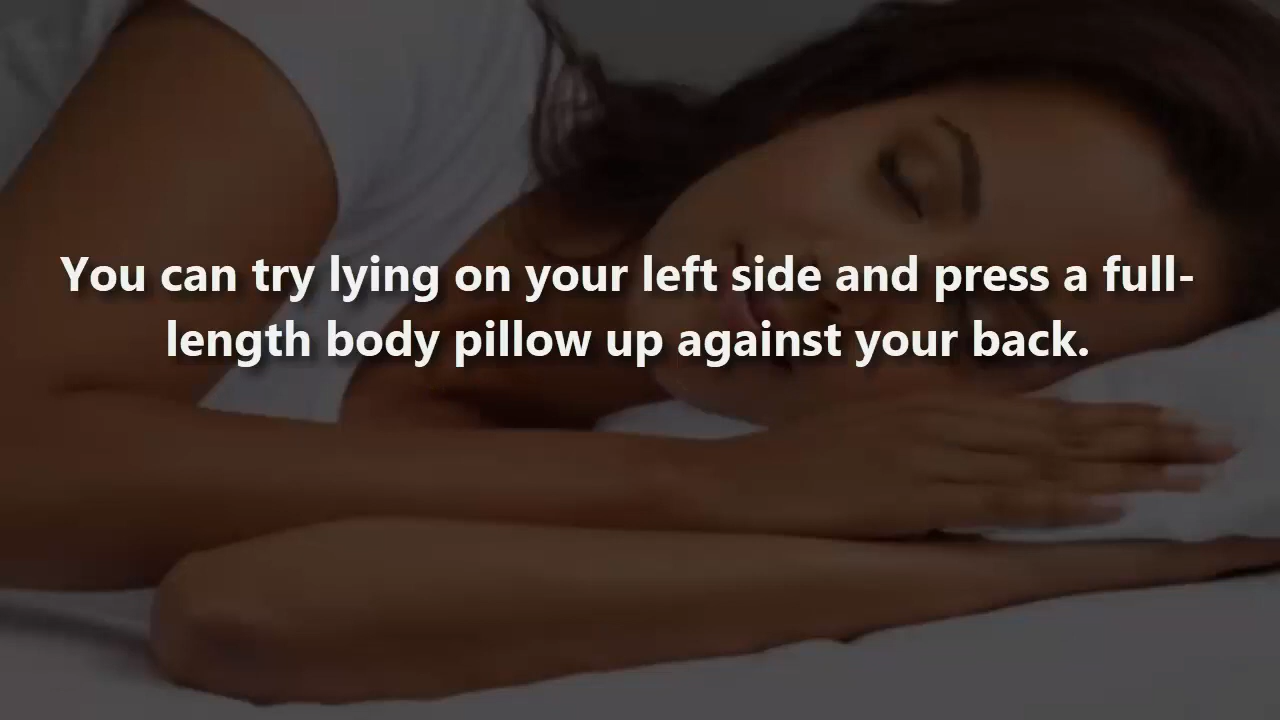 You can try lying on your left side and press a full-
length body pillow up against your back.